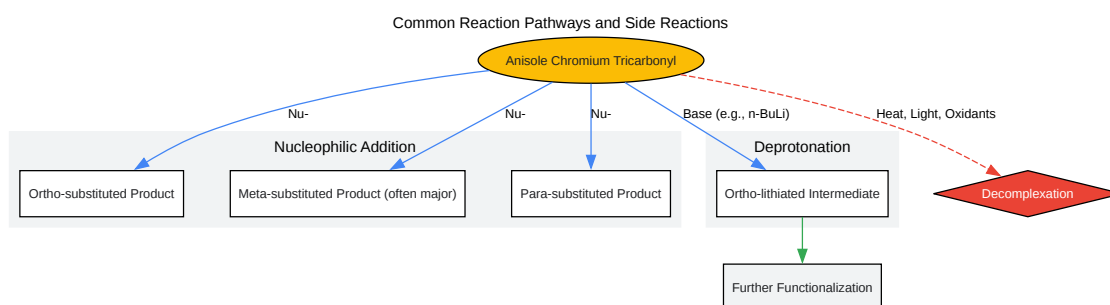 Common Reaction Pathways and Side Reactions
Anisole Chromium Tricarbonyl
Nu-
Nu-
Nu-
Base (e.g., n-BuLi)
Heat, Light, Oxidants
Nucleophilic Addition
Deprotonation
Ortho-substituted Product
Meta-substituted Product (often major)
Para-substituted Product
Ortho-lithiated Intermediate
Decomplexation
Further Functionalization